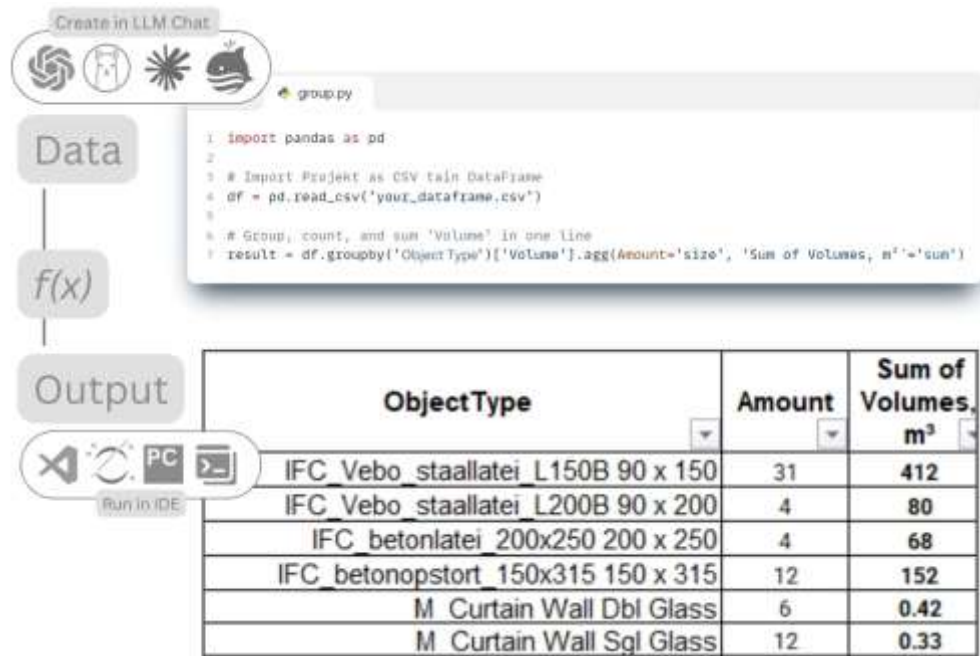 Create in LLM Chat
group.py
Data
1 import pandas as pd
2
3 # Import Projekt as CSV tain DataFrame
4 df = pd.read_csv('your_dataframe.csv')
5
6 # Group, count, and sum 'Volume' in one line
7 result = df.groupby('Object Type')['Volume'].agg(Amount='size', 'Sum of Volumes, m³'='sum')
f(x)
Output
PC
Run in IDE
ObjectType Amount Sum of Volumes, m³
IFC_Vebo_staallatei_L150B 90 x 150 31 412
IFC_Vebo_staallatei_L200B 90 x 200 4 80
IFC_betonlatei_200x250 200 x 250 4 68
IFC_betonopstort_150x315 150 x 315 12 152
M_Curtain Wall Dbl Glass 6 0.42
M_Curtain Wall Sgl Glass 12 0.33